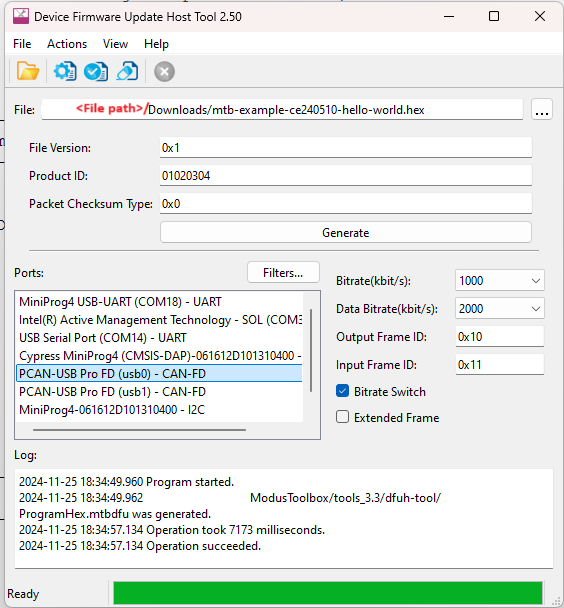 Device Firmware Update Host Tool 2.50
File Actions View Help
File: <File path>/Downloads/mtb-example-ce240510-hello-world.hex ...
File Version: 0x1
Product ID: 01020304
Packet Checksum Type: 0x0
Generate
Ports: Filters...
MiniProg4 USB-UART (COM18) - UART
Intel(R) Active Management Technology - SOL (COM3
USB Serial Port (COM14) - UART
Cypress MiniProg4 (CMSIS-DAP)-061612D101310400 -
PCAN-USB Pro FD (usb0) - CAN-FD
PCAN-USB Pro FD (usb1) - CAN-FD
MiniProg4-061612D101310400 - I2C
Bitrate(kbit/s): 1000
Data Bitrate(kbit/s): 2000
Output Frame ID: 0x10
Input Frame ID: 0x11
Bitrate Switch
Extended Frame
Log:
2024-11-25 18:34:49.960 Program started.
2024-11-25 18:34:49.962 ModusToolbox/tools_3.3/dfuh-tool/
ProgramHex.mtbdfu was generated.
2024-11-25 18:34:57.134 Operation took 7173 milliseconds.
2024-11-25 18:34:57.134 Operation succeeded.
Ready